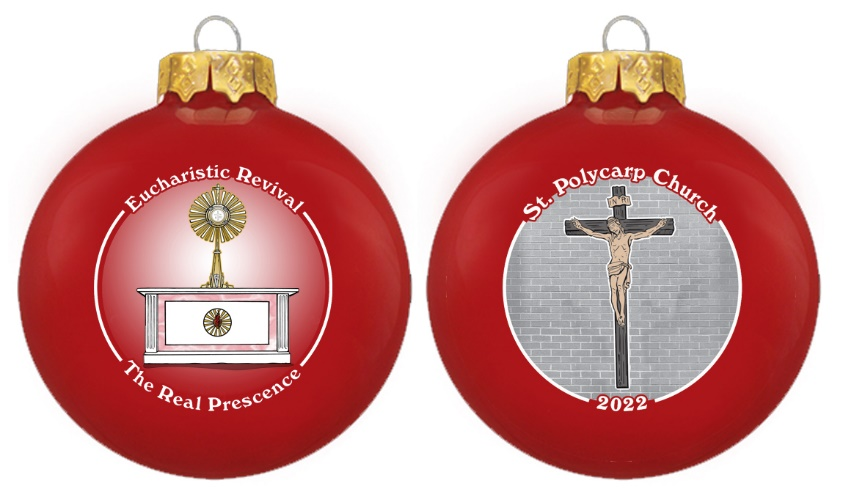 Eucharistic Revival
The Real Prescence
St. Polycarp Church
INRI
2022